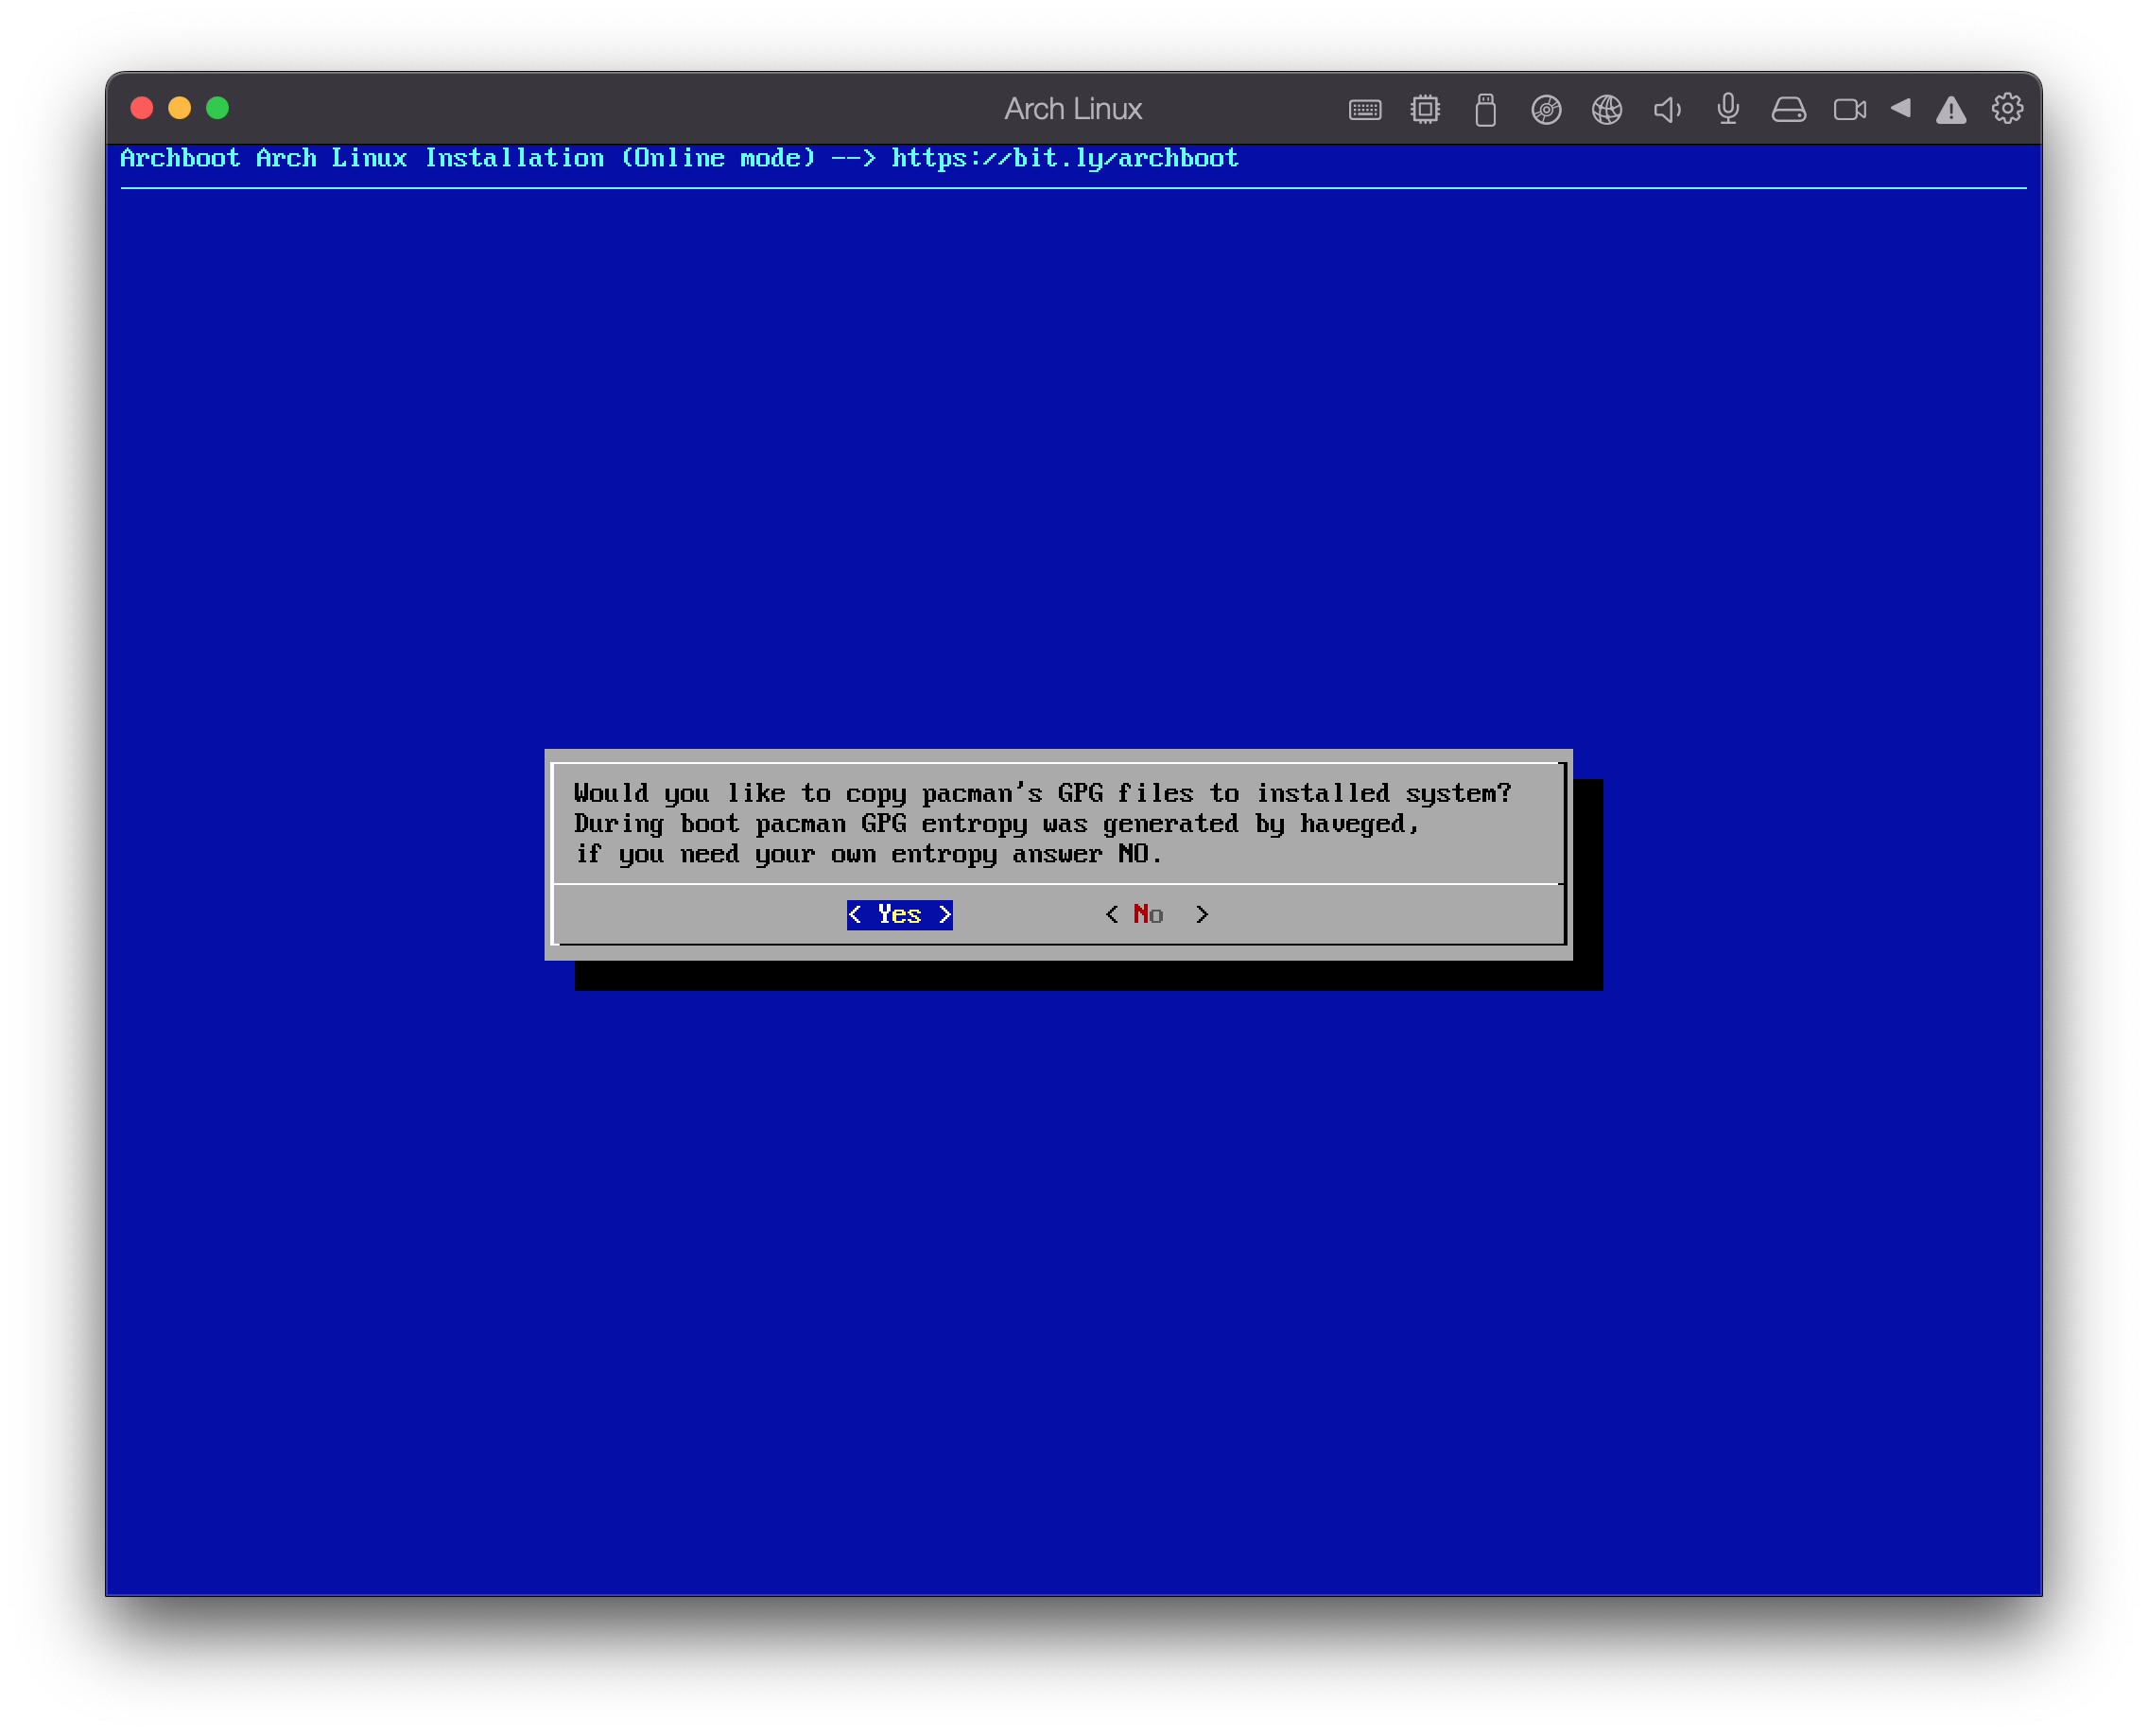 Arch Linux
Archboot Arch Linux Installation (Online mode) --> https://bit.ly/archboot
Would you like to copy pacman's GPG files to installed system?
During boot pacman GPG entropy was generated by haveged,
if you need your own entropy answer NO.
< Yes > < No >